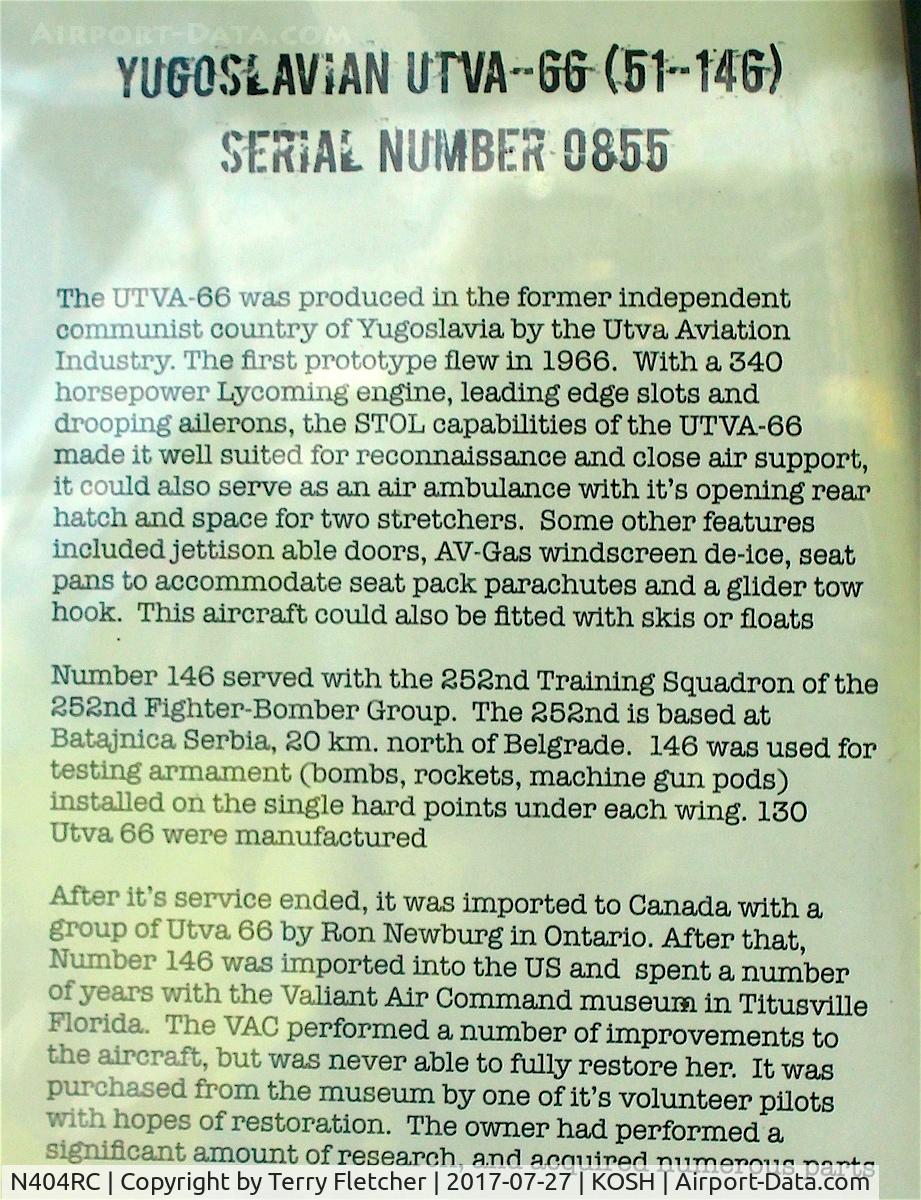 AIRPORT-DATA.COM
YUGOSLAVIAN UTVA-66 (51-146)
SERIAL NUMBER 0855
The UTVA-66 was produced in the former independent
communist country of Yugoslavia by the Utva Aviation
Industry. The first prototype flew in 1966.  With a 340
horsepower Lycoming engine, leading edge slots and
drooping ailerons, the STOL capabilities of the UTVA-66
made it well suited for reconnaissance and close air support,
it could also serve as an air ambulance with it's opening rear
hatch and space for two stretchers.  Some other features
included jettison able doors, AV-Gas windscreen de-ice, seat
pans to accommodate seat pack parachutes and a glider tow
hook.  This aircraft could also be fitted with skis or floats
Number 146 served with the 252nd Training Squadron of the
252nd Fighter-Bomber Group.  The 252nd is based at
Batajnica Serbia, 20 km. north of Belgrade.  146 was used for
testing armament (bombs, rockets, machine gun pods)
installed on the single hard points under each wing. 130
Utva 66 were manufactured
After it's service ended, it was imported to Canada with a
group of Utva 66 by Ron Newburg in Ontario. After that,
Number 146 was imported into the US and  spent a number
of years with the Valiant Air Command museum in Titusville
Florida.  The VAC performed a number of improvements to
the aircraft, but was never able to fully restore her.  It was
purchased from the museum by one of it's volunteer pilots
with hopes of restoration.  The owner had performed a
significant amount of research, and acquired numerous parts
N404RC | Copyright by Terry Fletcher | 2017-07-27 | KOSH | Airport-Data.com